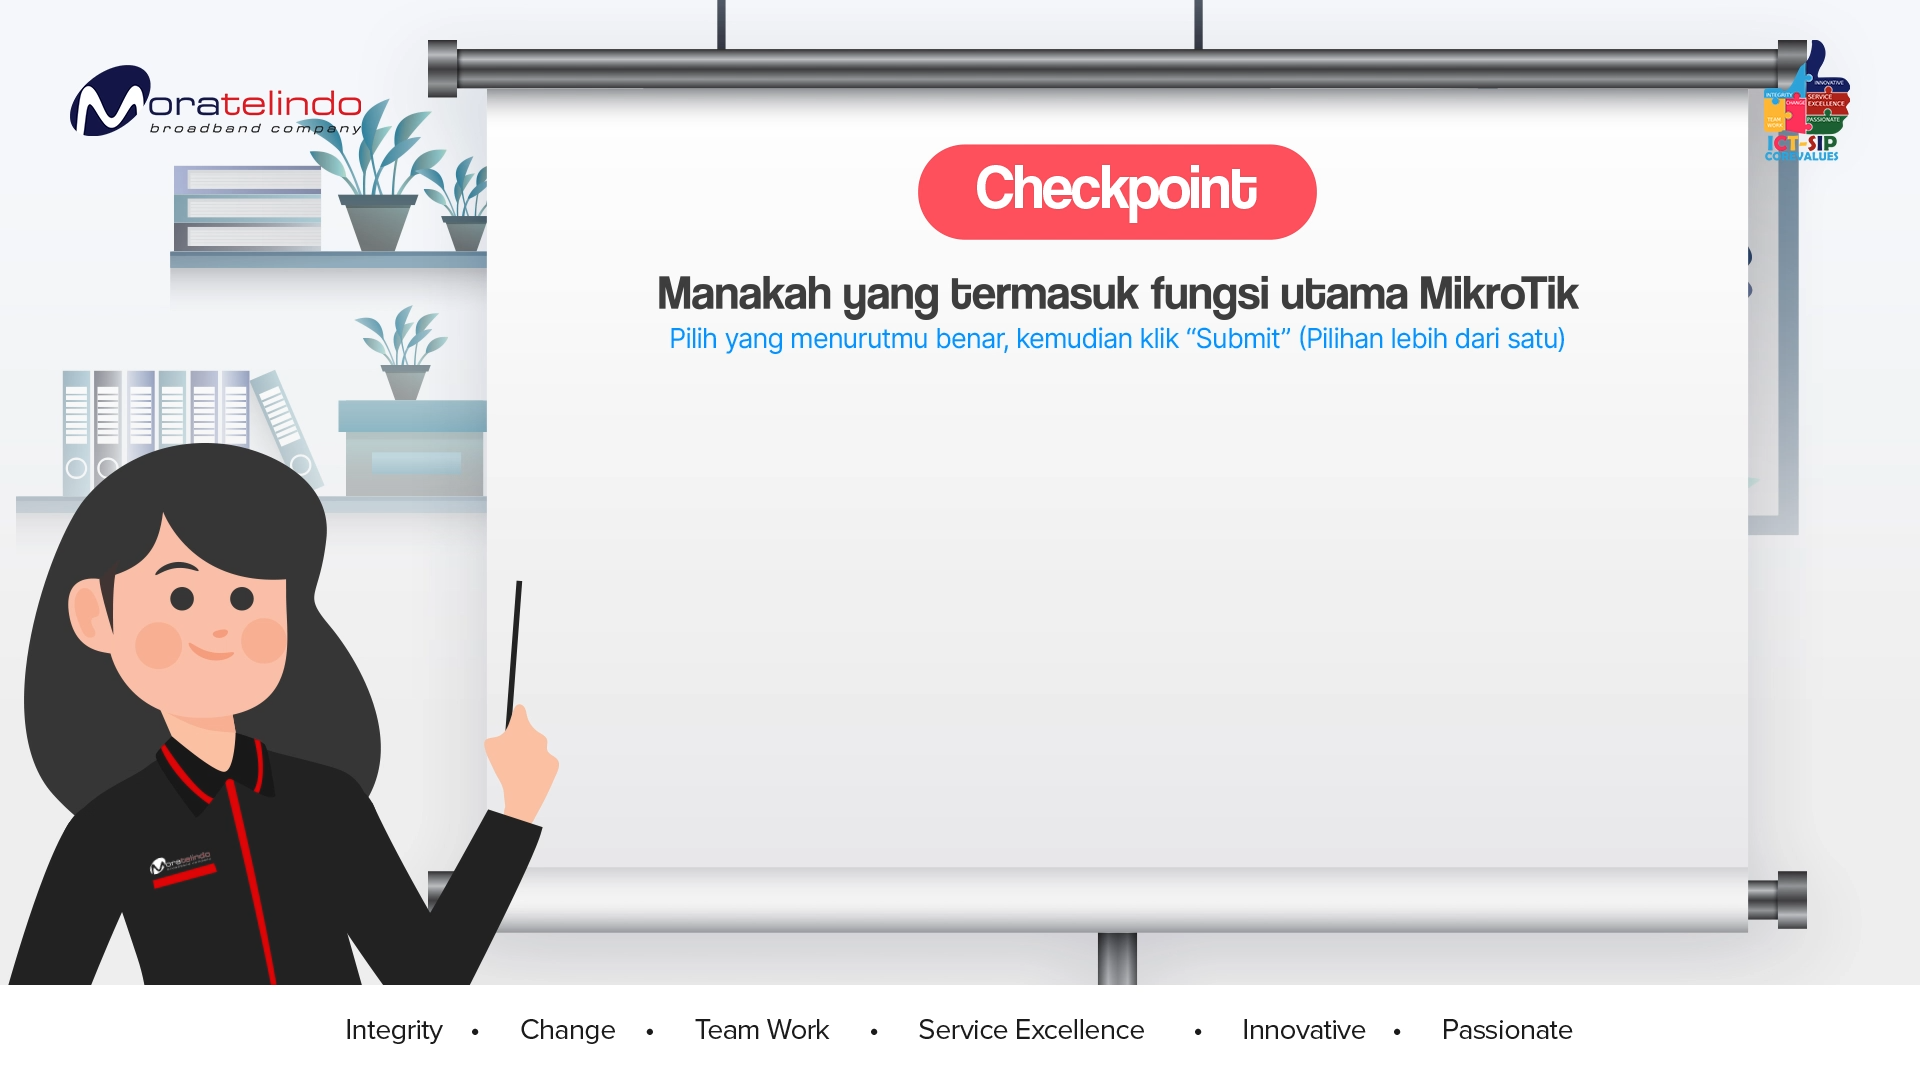 Moratelindo
broadband company
INNOVATIVE
INTEGRITY
SERVICE
EXCELLENCE
CHANGE
TEAM
WORK
PASSIONATE
ICT-SIP
COREVALUES
Checkpoint
Manakah yang termasuk fungsi utama MikroTik
Pilih yang menurutmu benar, kemudian klik “Submit” (Pilihan lebih dari satu)
Moratelindo
Integrity • Change • Team Work • Service Excellence • Innovative • Passionate